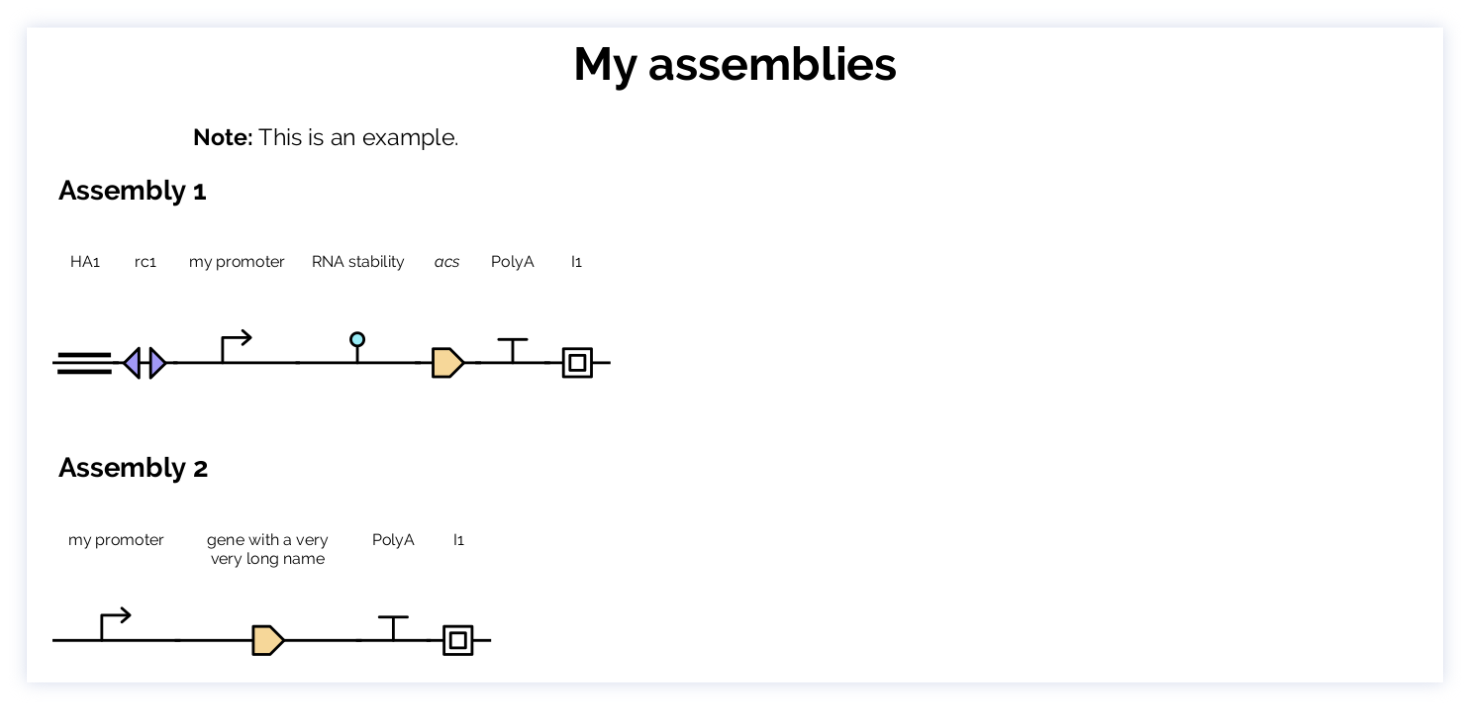 My assemblies
Note: This is an example.
Assembly 1
HA1 rc1 my promoter RNA stability acs PolyA I1
Assembly 2
my promoter gene with a very PolyA I1
very long name